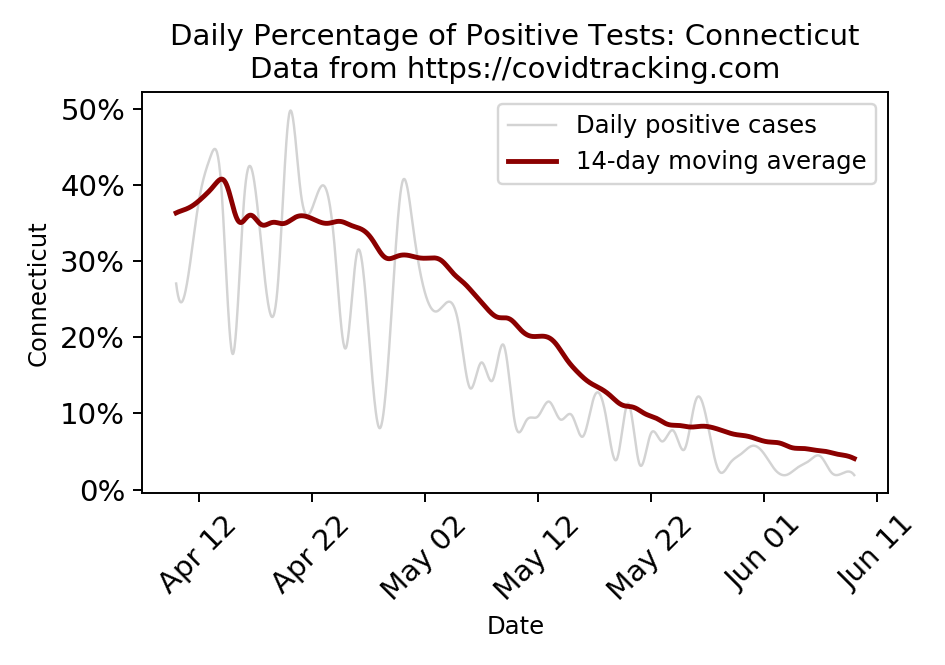 Daily Percentage of Positive Tests: Connecticut
Data from https://covidtracking.com
Daily positive cases
14-day moving average
50%
40%
30%
20%
10%
0%
Connecticut
Apr 12
Apr 22
May 02
May 12
May 22
Jun 01
Jun 11
Date